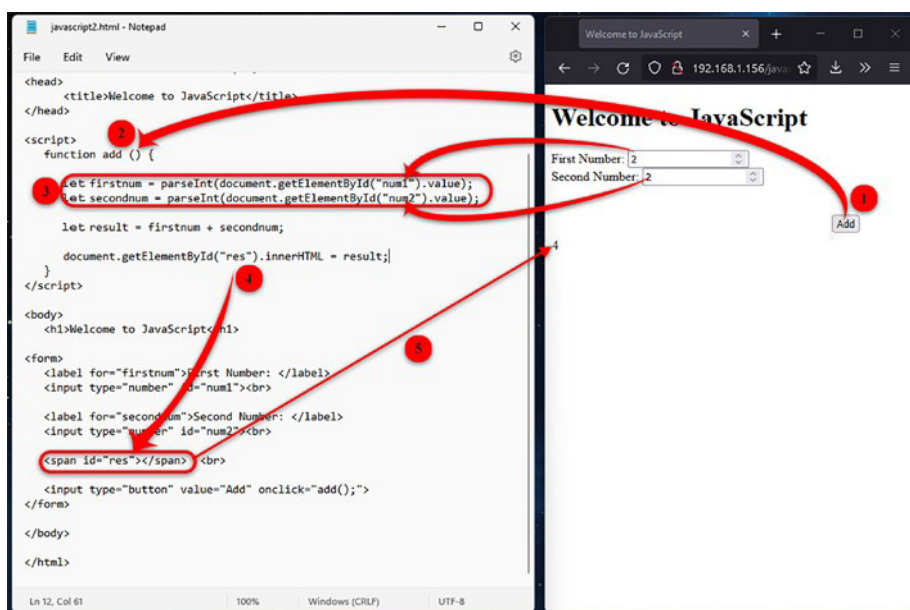 javascript2.html - Notepad
File Edit View
<head>
<title>Welcome to JavaScript</title>
</head>
<script>
function add () {
let firstnum = parseInt(document.getElementById("num1").value);
let secondnum = parseInt(document.getElementById("num2").value);
let result = firstnum + secondnum;
document.getElementById("res").innerHTML = result;
}
</script>
<body>
<h1>Welcome to JavaScript</h1>
<form>
<label for="firstnum">First Number: </label>
<input type="number" id="num1"><br>
<label for="secondnum">Second Number: </label>
<input type="number" id="num2"><br>
<span id="res"></span> <br>
<input type="button" value="Add" onclick="add();">
</form>
</body>
</html>
Ln 12, Col 61 100% Windows (CRLF) UTF-8
2
3
4
5
Welcome to JavaScript
192.168.1.156/java
Welcome to JavaScript
First Number: 2
Second Number: 2
1
Add
4